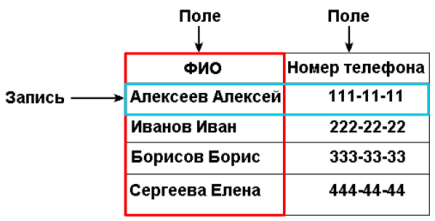 Поле Поле
ФИО Номер телефона
Запись Алексеев Алексей 111-11-11
Иванов Иван 222-22-22
Борисов Борис 333-33-33
Сергеева Елена 444-44-44